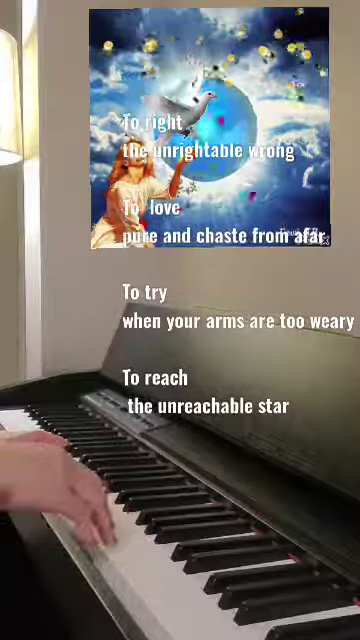 To right
the unrightable wrong
To love
pure and chaste from afar
To try
when your arms are too weary
To reach
the unreachable star